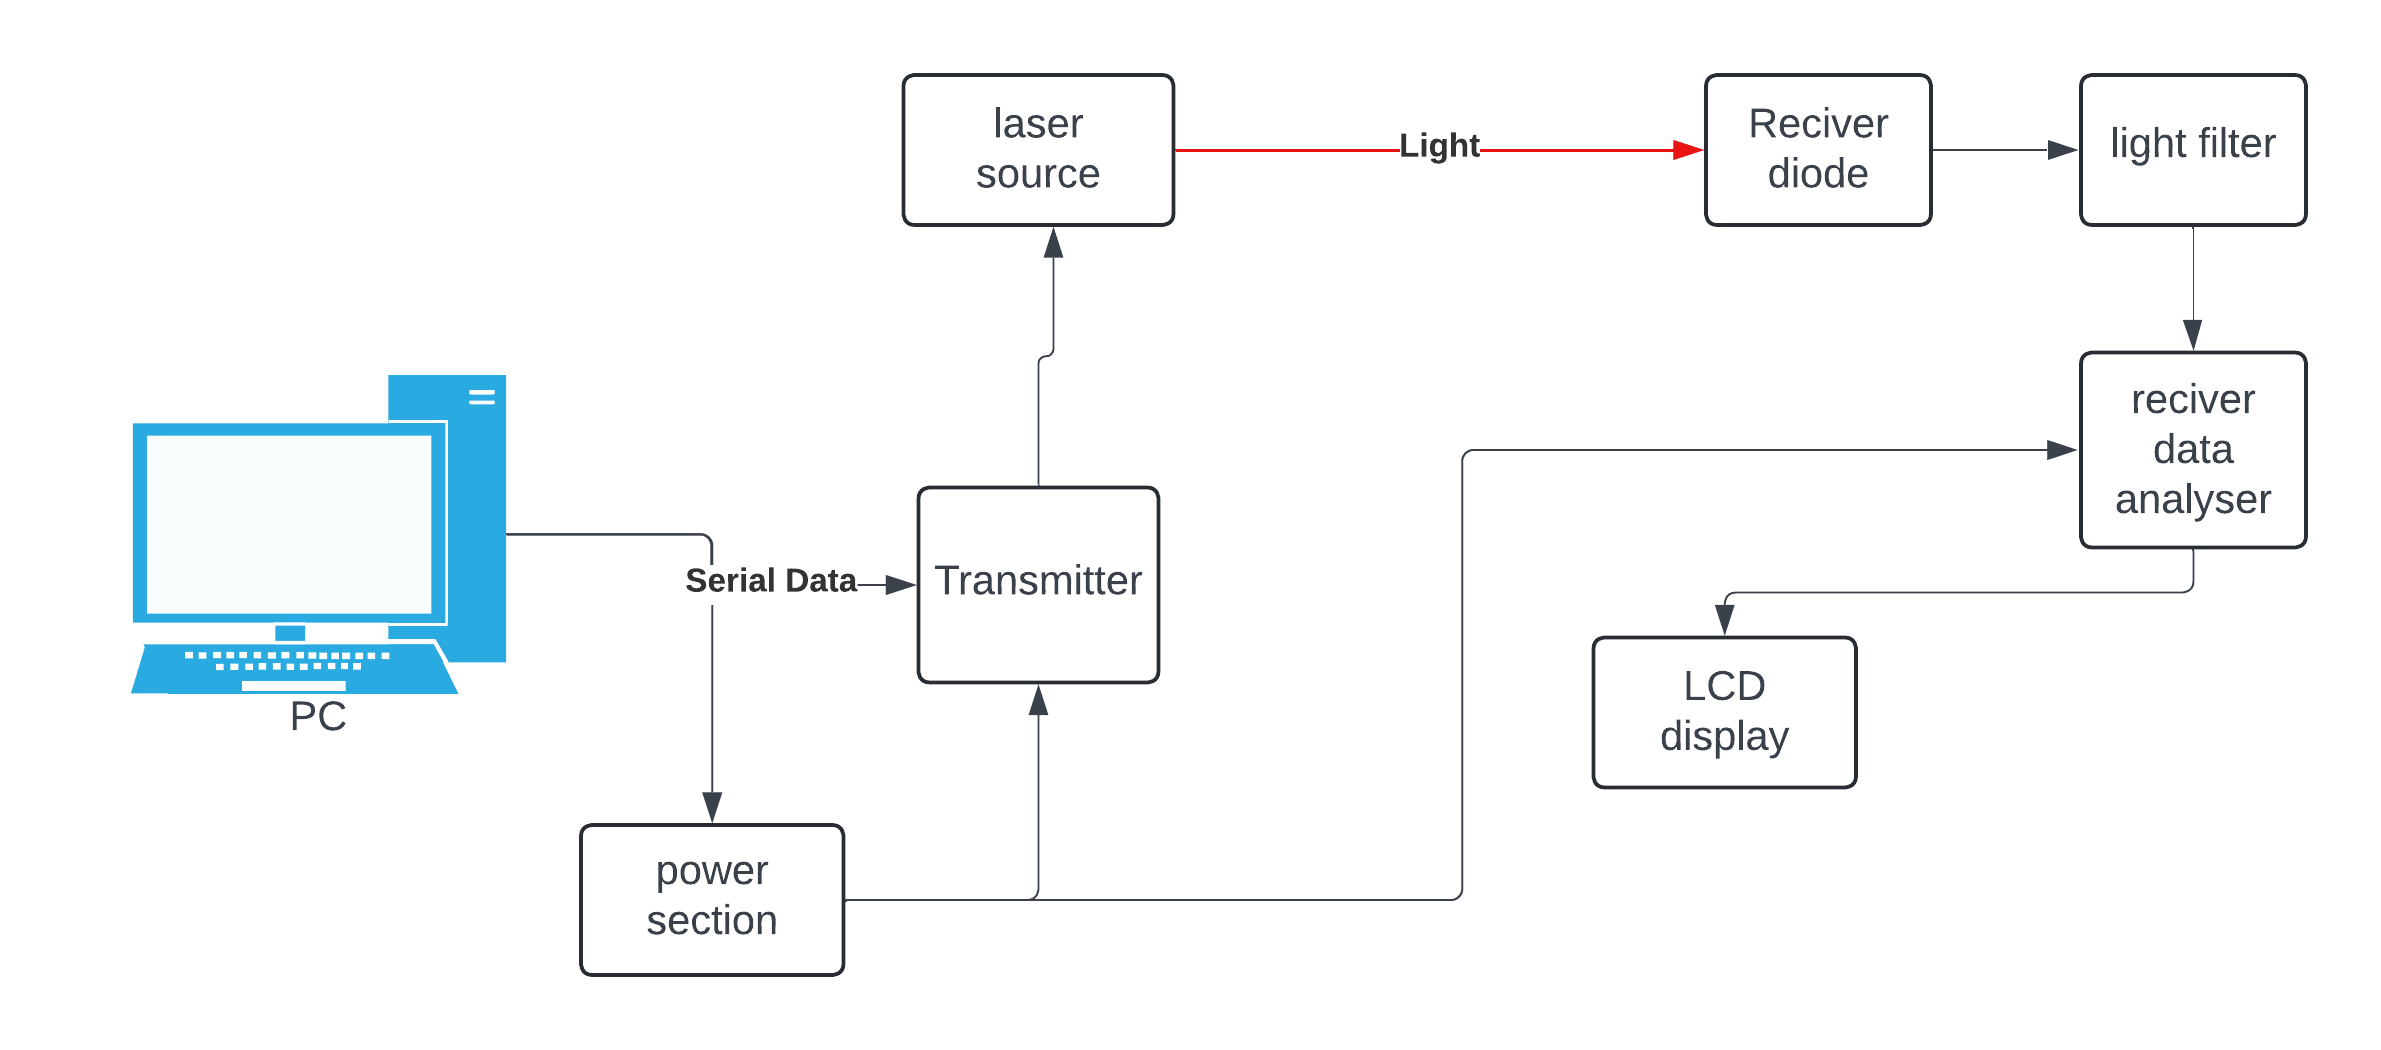 laser
source
Light
Reciver
diode
light filter
reciver
data
analyser
Serial Data
Transmitter
PC
LCD
display
power
section